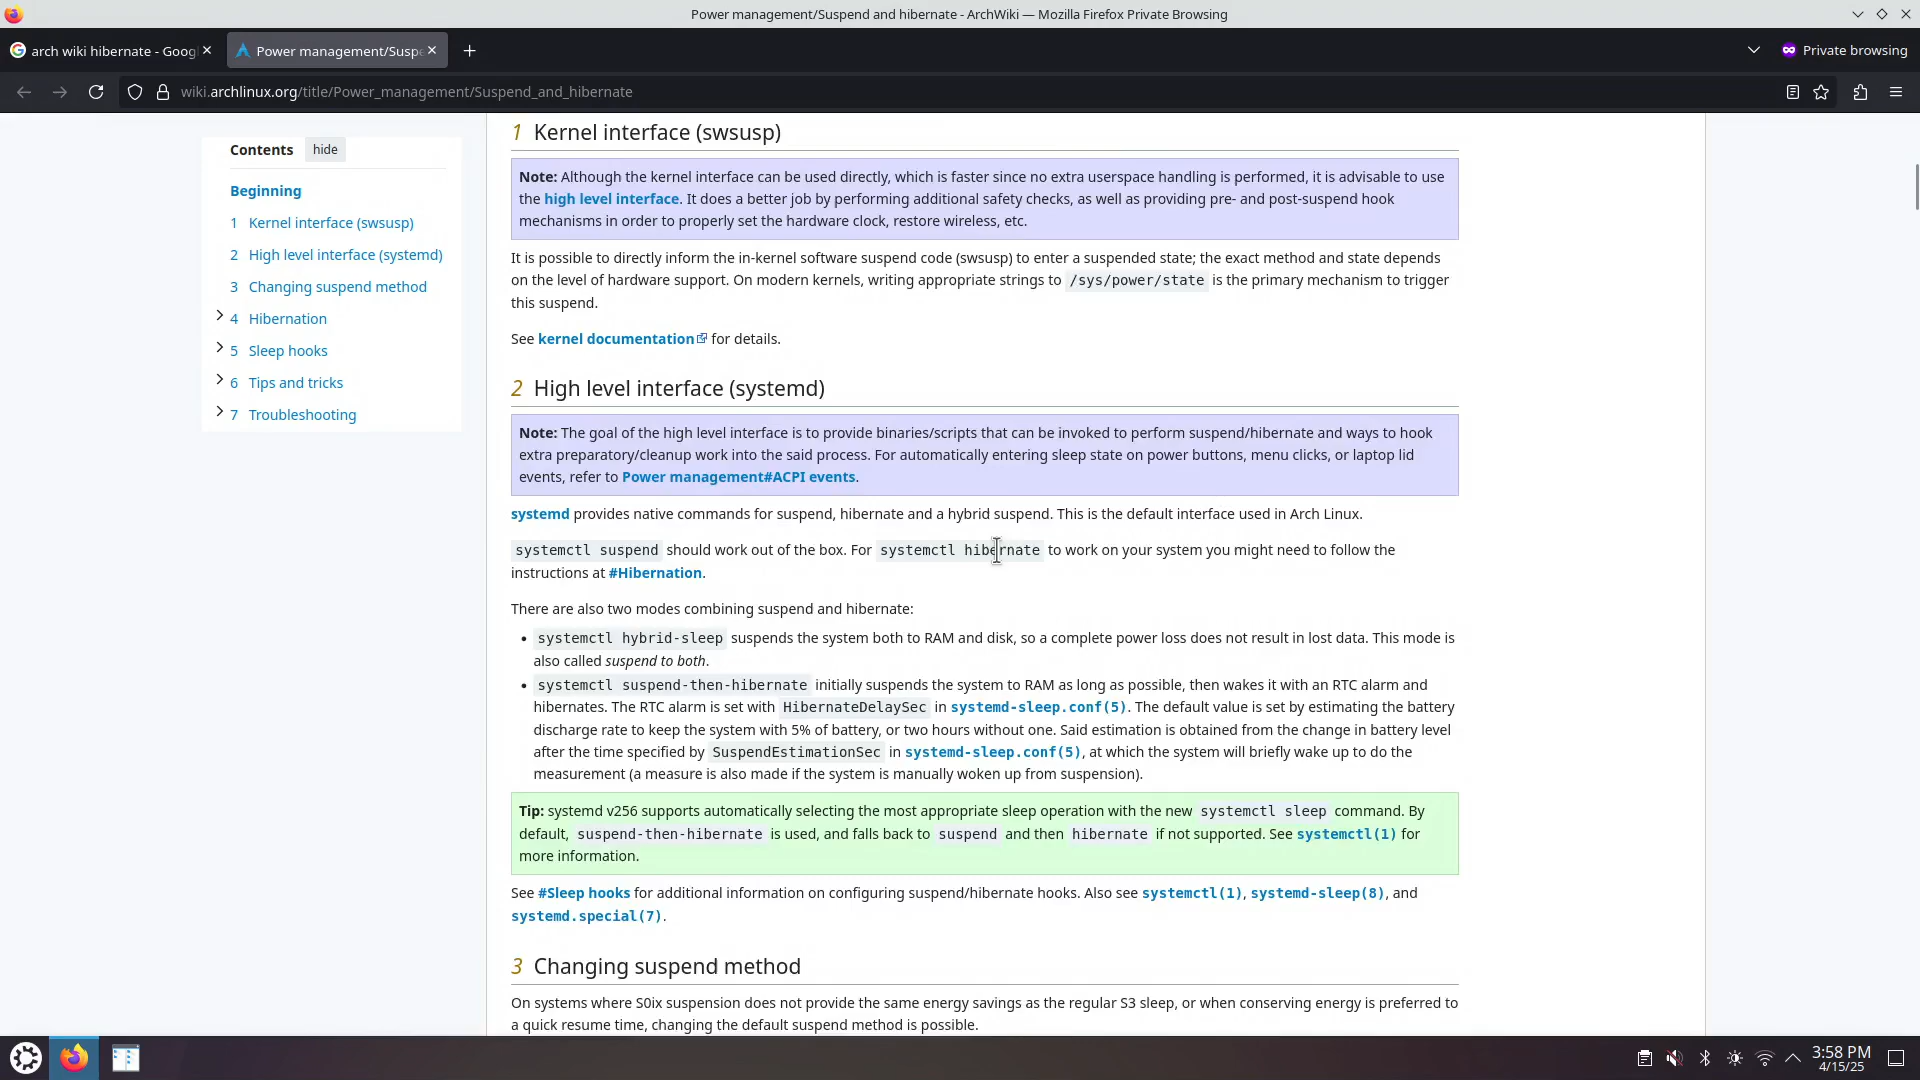 Power management/Suspend and hibernate - ArchWiki — Mozilla Firefox Private Browsing
arch wiki hibernate - Goog
Power management/Suspe
Private browsing
wiki.archlinux.org/title/Power_management/Suspend_and_hibernate
Contents hide
Beginning
1 Kernel interface (swsusp)
2 High level interface (systemd)
3 Changing suspend method
4 Hibernation
5 Sleep hooks
6 Tips and tricks
7 Troubleshooting
1 Kernel interface (swsusp)
Note: Although the kernel interface can be used directly, which is faster since no extra userspace handling is performed, it is advisable to use
the high level interface. It does a better job by performing additional safety checks, as well as providing pre- and post-suspend hook
mechanisms in order to properly set the hardware clock, restore wireless, etc.
It is possible to directly inform the in-kernel software suspend code (swsusp) to enter a suspended state; the exact method and state depends
on the level of hardware support. On modern kernels, writing appropriate strings to /sys/power/state is the primary mechanism to trigger
this suspend.
See kernel documentation for details.
2 High level interface (systemd)
Note: The goal of the high level interface is to provide binaries/scripts that can be invoked to perform suspend/hibernate and ways to hook
extra preparatory/cleanup work into the said process. For automatically entering sleep state on power buttons, menu clicks, or laptop lid
events, refer to Power management#ACPI events.
systemd provides native commands for suspend, hibernate and a hybrid suspend. This is the default interface used in Arch Linux.
systemctl suspend should work out of the box. For systemctl hibernate to work on your system you might need to follow the
instructions at #Hibernation.
There are also two modes combining suspend and hibernate:
• systemctl hybrid-sleep suspends the system both to RAM and disk, so a complete power loss does not result in lost data. This mode is
also called suspend to both.
• systemctl suspend-then-hibernate initially suspends the system to RAM as long as possible, then wakes it with an RTC alarm and
hibernates. The RTC alarm is set with HibernateDelaySec in systemd-sleep.conf(5). The default value is set by estimating the battery
discharge rate to keep the system with 5% of battery, or two hours without one. Said estimation is obtained from the change in battery level
after the time specified by SuspendEstimationSec in systemd-sleep.conf(5), at which the system will briefly wake up to do the
measurement (a measure is also made if the system is manually woken up from suspension).
Tip: systemd v256 supports automatically selecting the most appropriate sleep operation with the new systemctl sleep command. By
default, suspend-then-hibernate is used, and falls back to suspend and then hibernate if not supported. See systemctl(1) for
more information.
See #Sleep hooks for additional information on configuring suspend/hibernate hooks. Also see systemctl(1), systemd-sleep(8), and
systemd.special(7).
3 Changing suspend method
On systems where S0ix suspension does not provide the same energy savings as the regular S3 sleep, or when conserving energy is preferred to
a quick resume time, changing the default suspend method is possible.
3:58 PM
4/15/25